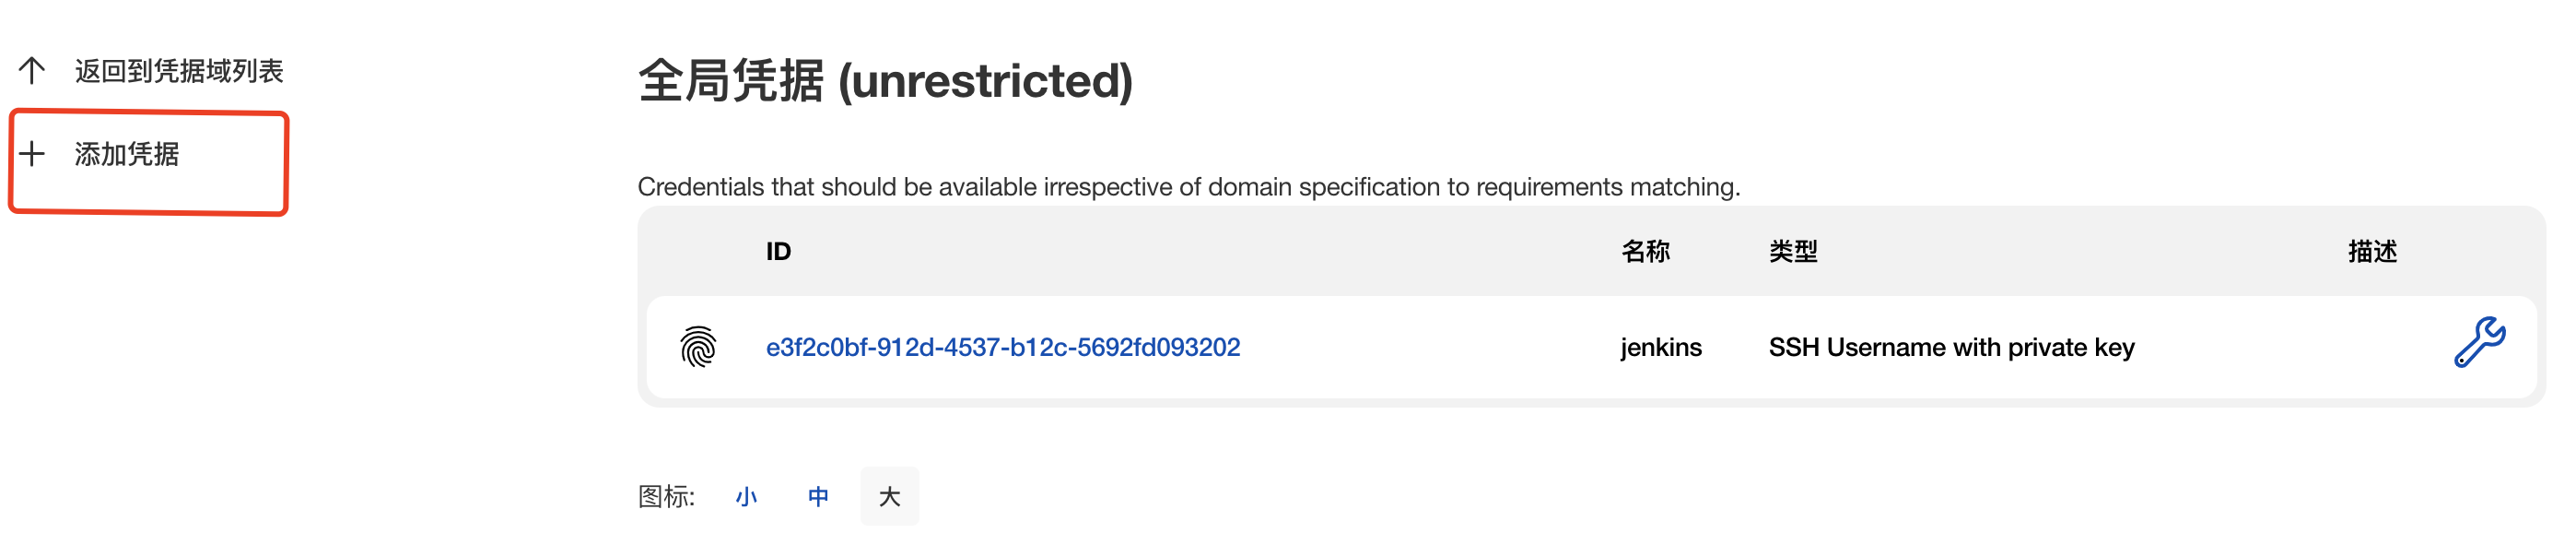 返回到凭据域列表
添加凭据
全局凭据 (unrestricted)
Credentials that should be available irrespective of domain specification to requirements matching.
ID 名称 类型 描述
e3f2c0bf-912d-4537-b12c-5692fd093202 jenkins SSH Username with private key
图标: 小 中 大